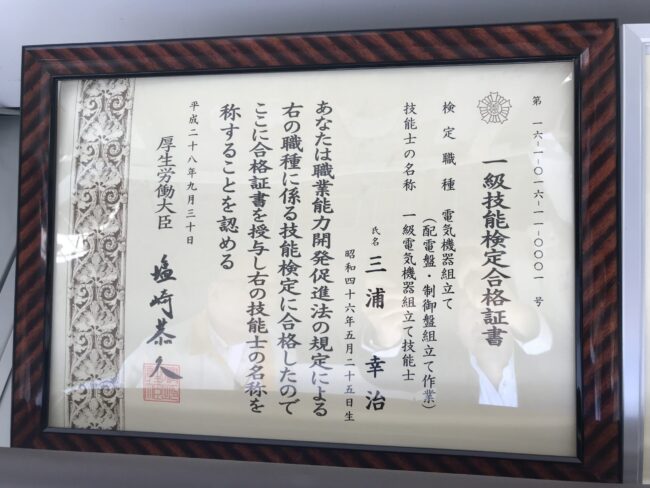 第一六-一-〇一六-一一-〇〇〇一号
一級技能検定合格証書
検定職種 電気機器組立て
（配電盤・制御盤組立て作業）
技能士の名称 一級電気機器組立て技能士
氏名 三浦幸治
昭和四十六年五月二十五日生
あなたは職業能力開発促進法の規定による
右の職種に係る技能検定に合格したので
ここに合格証書を授与し右の技能士の名称を
称することを認める
平成二十八年九月三十日
厚生労働大臣 塩崎恭久